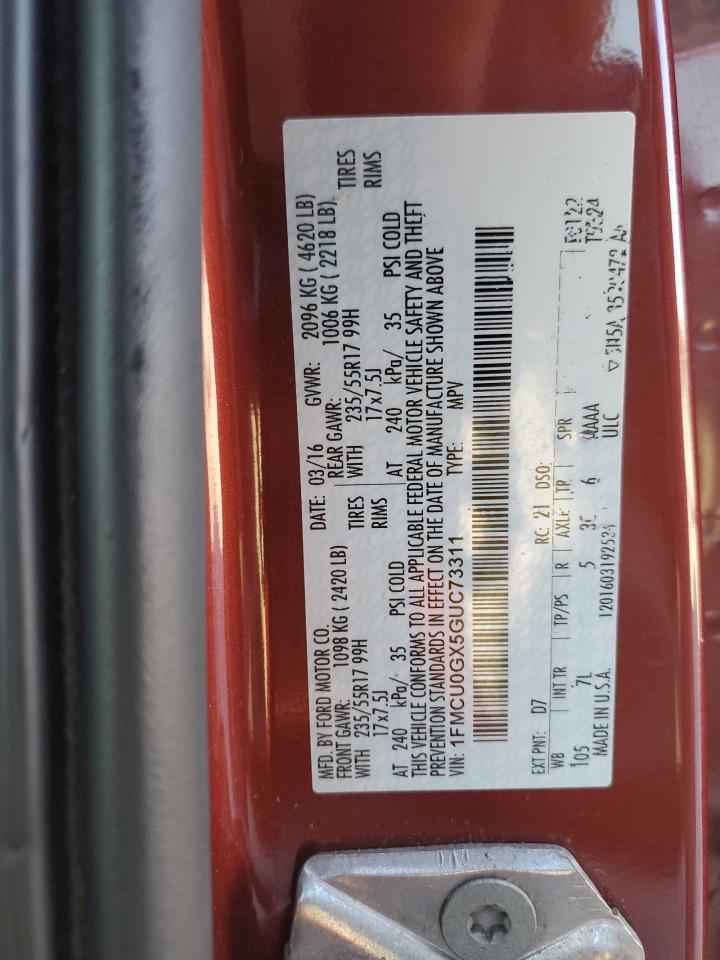 MFD. BY FORD MOTOR CO.
DATE: 03/16 GVWR: 2096 KG ( 4620 LB)
FRONT GAWR: 1098 KG ( 2420 LB) REAR GAWR: 1006 KG ( 2218 LB)
WITH 235/55R17 99H TIRES WITH 235/55R17 99H TIRES
17x7.5J RIMS 17x7.5J RIMS
AT 240 kPa/ 35 PSI COLD AT 240 kPa/ 35 PSI COLD
THIS VEHICLE CONFORMS TO ALL APPLICABLE FEDERAL MOTOR VEHICLE SAFETY AND THEFT
PREVENTION STANDARDS IN EFFECT ON THE DATE OF MANUFACTURE SHOWN ABOVE
VIN: 1FMCU0GX5GUC73311 TYPE: MPV
EXT PNT: D7 RC: 21 DSO:
WB INT TR TP/PS R AXLE TR SPR
105 7L 5 3C 6
MADE IN U.S.A. ULC